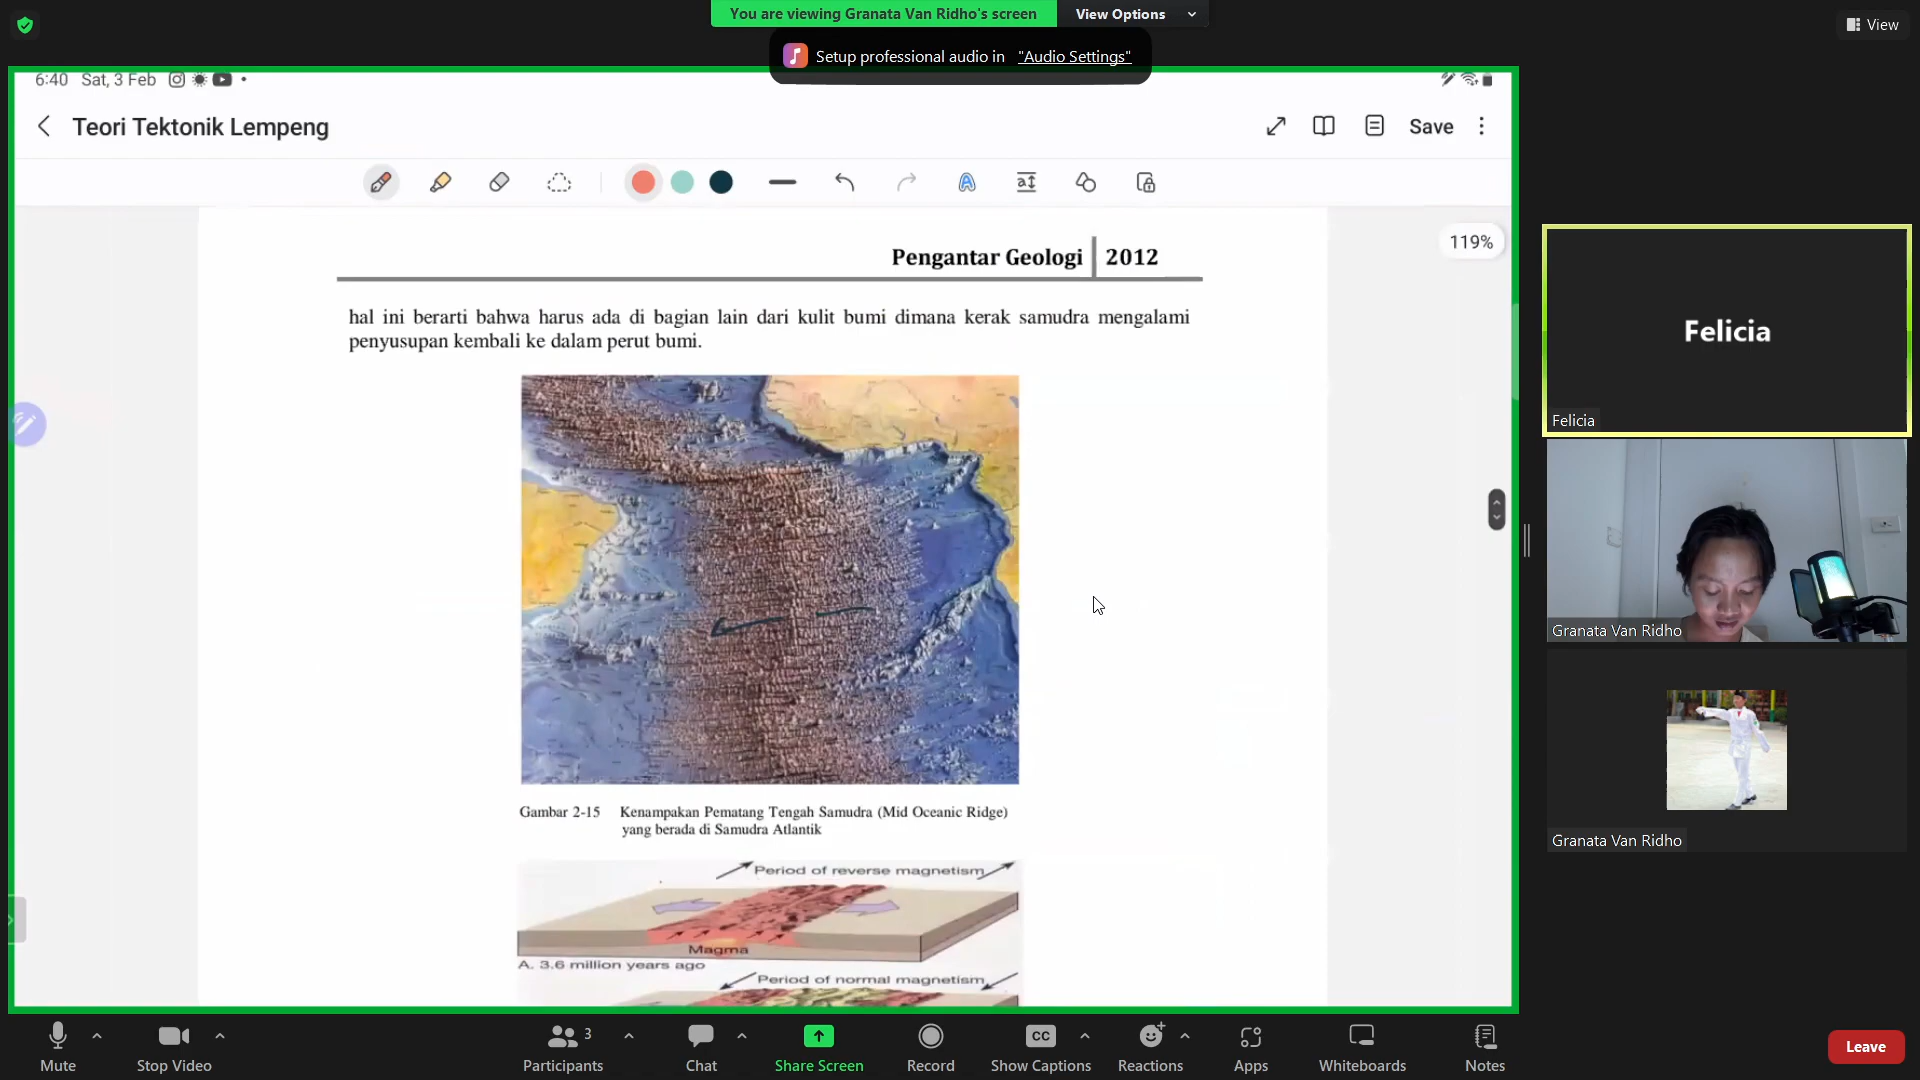 You are viewing Granata Van Ridho's screen
View Options
View
Setup professional audio in "Audio Settings"
6:40 Sat, 3 Feb
Teori Tektonik Lempeng
Save
119%
Pengantar Geologi 2012
hal ini berarti bahwa harus ada di bagian lain dari kulit bumi dimana kerak samudra mengalami
penyusupan kembali ke dalam perut bumi.
Gambar 2-15 Kenampakan Pematang Tengah Samudra (Mid Oceanic Ridge)
yang berada di Samudra Atlantik
Period of reverse magnetism
Magma
A. 3.6 million years ago
Period of normal magnetism
Felicia
Felicia
Granata Van Ridho
Granata Van Ridho
Mute
Stop Video
3
Participants
Chat
Share Screen
Record
CC
Show Captions
Reactions
Apps
Whiteboards
Notes
Leave